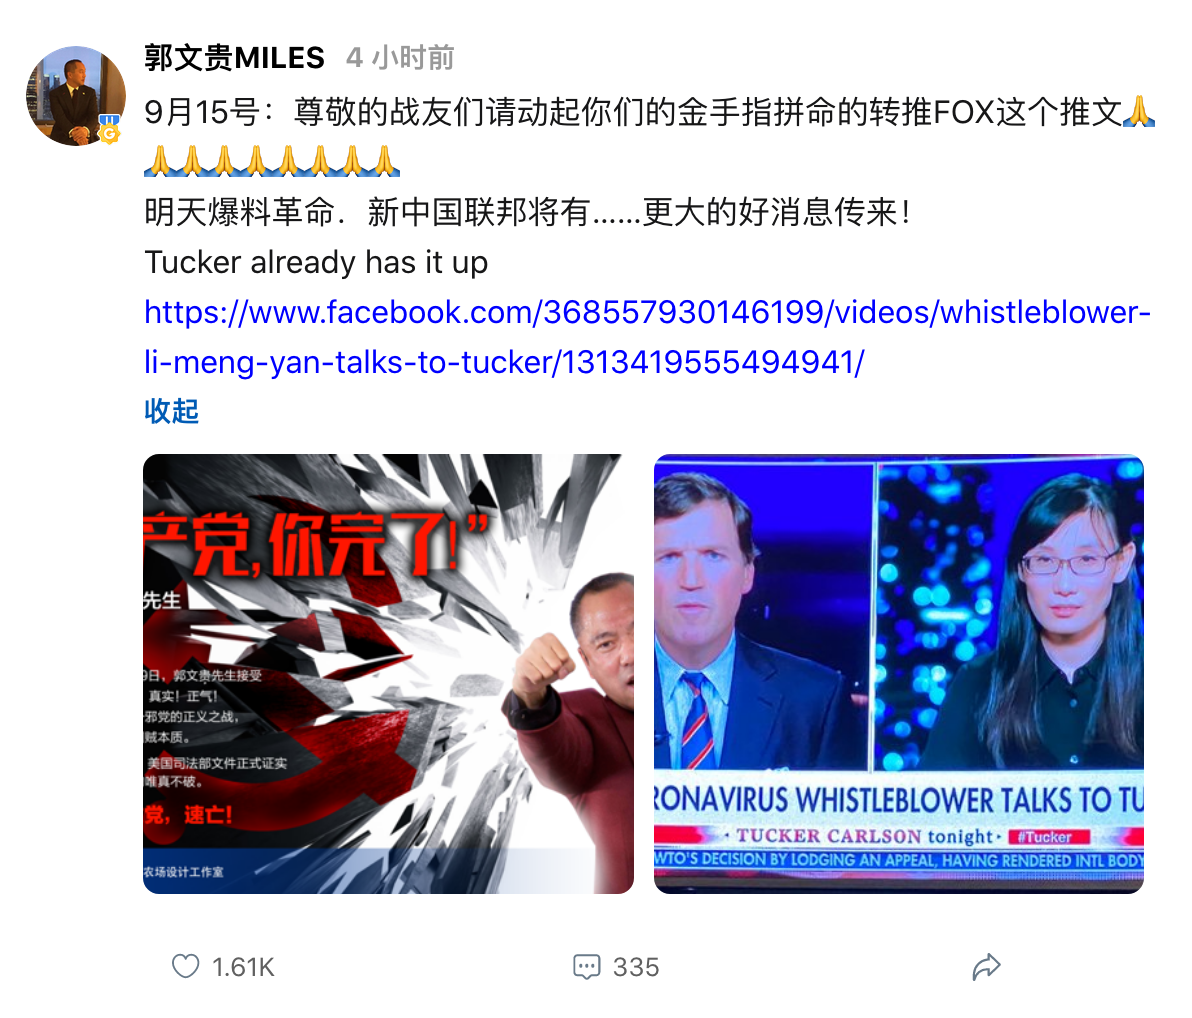 郭文贵MILES 4 小时前
9月15号：尊敬的战友们请动起你们的金手指拼命的转推FOX这个推文🙏
🙏🙏🙏🙏🙏🙏🙏🙏
明天爆料革命．新中国联邦将有……更大的好消息传来！
Tucker already has it up
https://www.facebook.com/368557930146199/videos/whistleblower-
li-meng-yan-talks-to-tucker/1313419555494941/
收起
产党,你完了!”
先生
9日，郭文贵先生接受
真实！正气！
邪党的正义之战，
贼本质。
美国司法部文件正式证实
唯真不破。
党，速亡！
农场设计工作室
RONAVIRUS WHISTLEBLOWER TALKS TO TU
· TUCKER CARLSON tonight · #Tucker
WTO'S DECISION BY LODGING AN APPEAL, HAVING RENDERED INTL BODY
1.61K
335